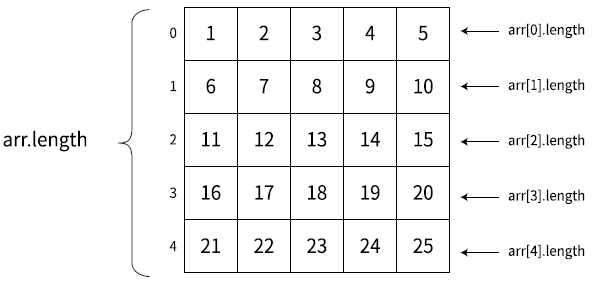 0 1 2 3 4 5 arr[0].length
1 6 7 8 9 10 arr[1].length
arr.length
2 11 12 13 14 15 arr[2].length
3 16 17 18 19 20 arr[3].length
4 21 22 23 24 25 arr[4].length